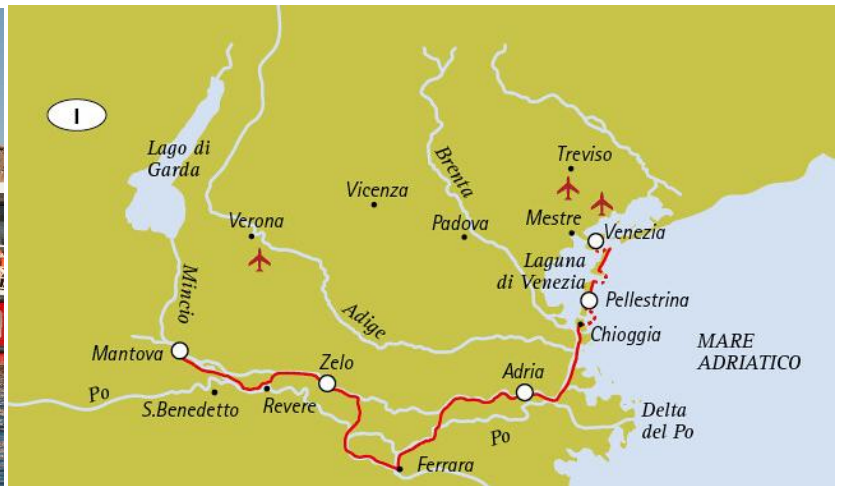 I
Lago di
Garda
Treviso
Brenta
Vicenza
Mestre
Verona
Padova
Venezia
Laguna
di Venezia
Mincio
Pellestrina
Adige
Chioggia
MARE
ADRIATICO
Mantova
Zelo
Adria
Po
S.Benedetto
Revere
Po
Delta
del Po
Ferrara